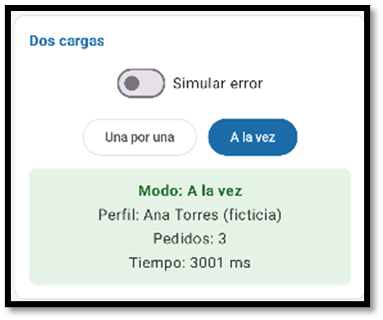 Dos cargas
Simular error
Una por una
A la vez
Modo: A la vez
Perfil: Ana Torres (ficticia)
Pedidos: 3
Tiempo: 3001 ms